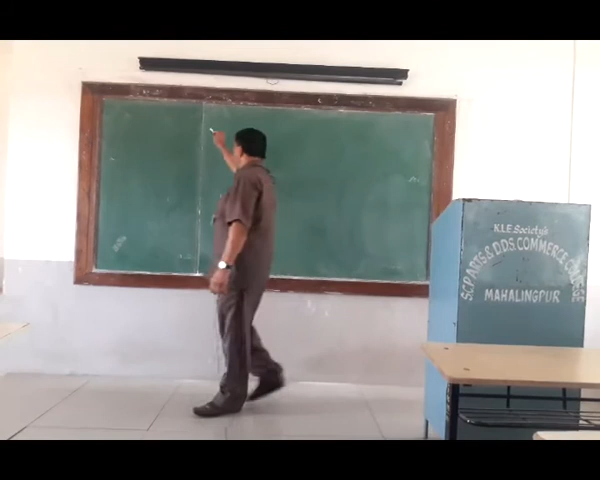 K.L.E. Society's
S.C.P. ARTS & D.D.S. COMMERCE COLLEGE
MAHALINGPUR